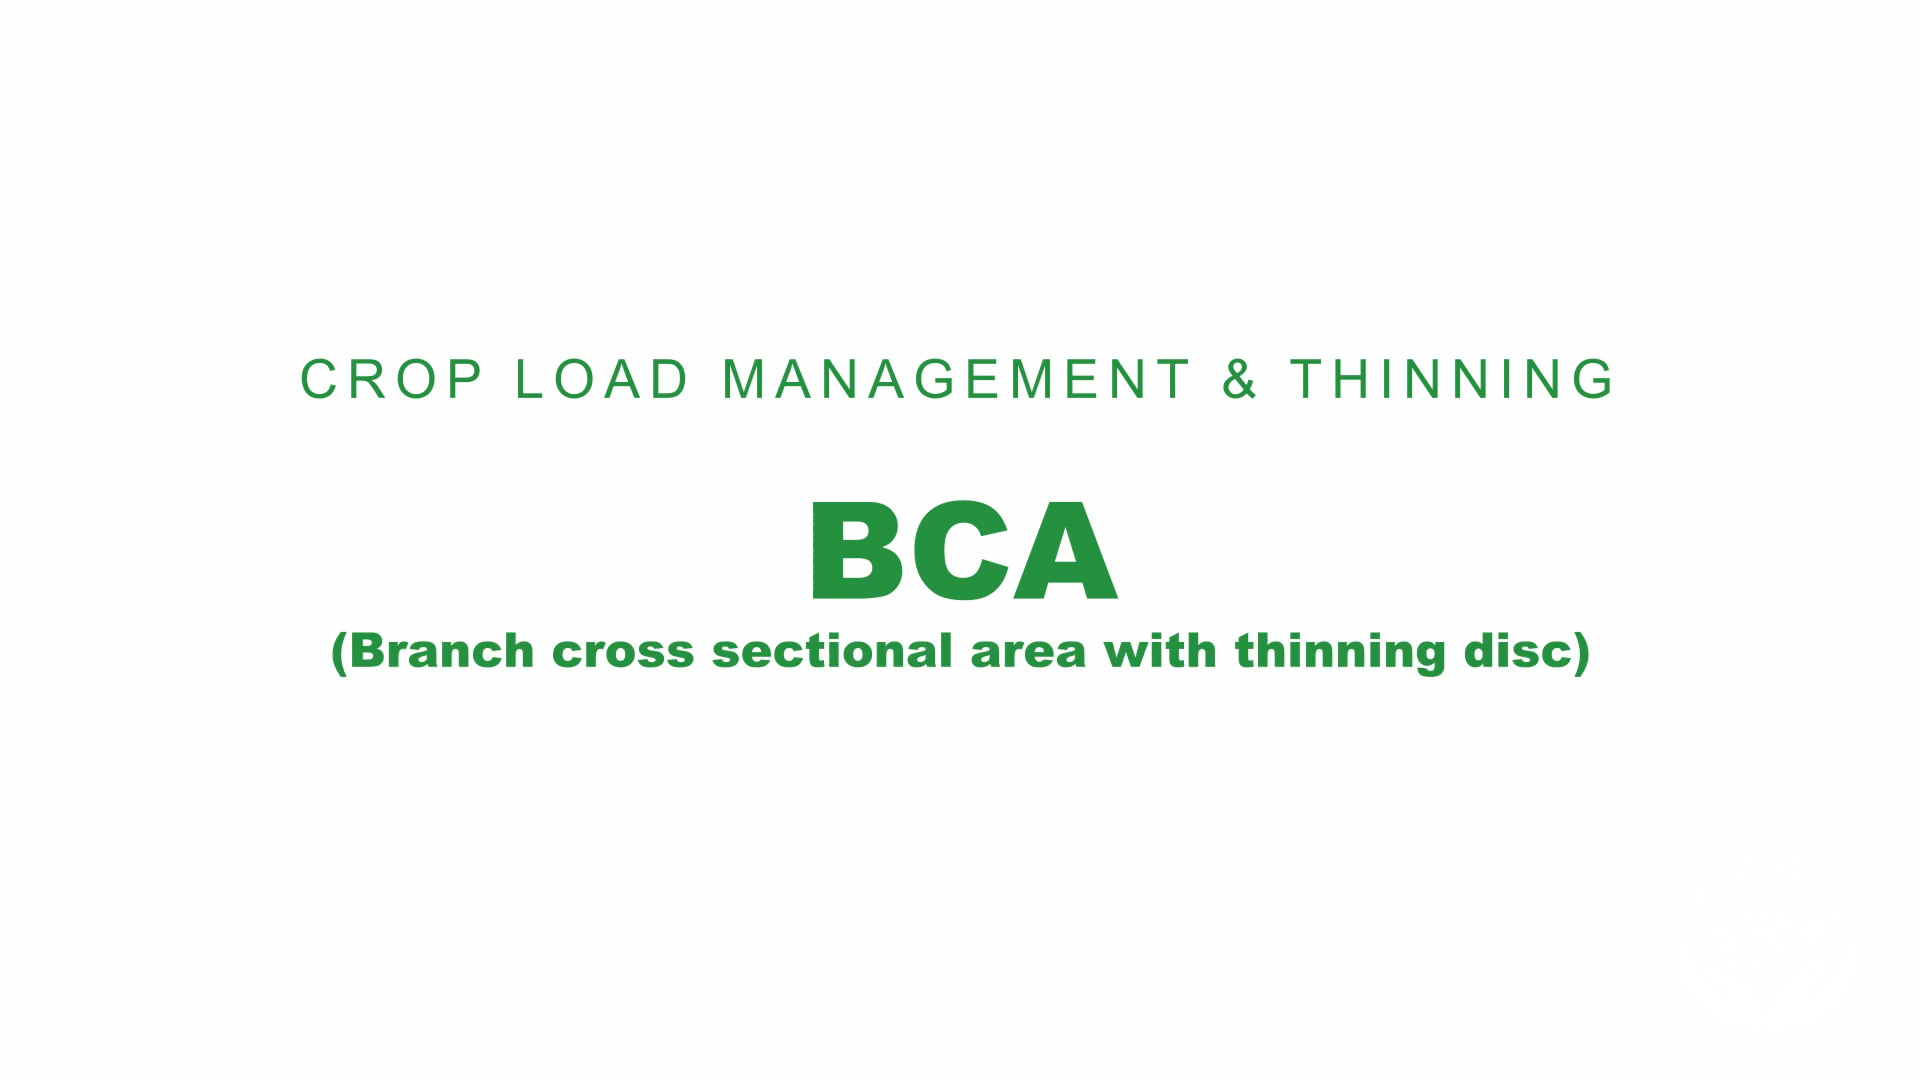 CROP LOAD MANAGEMENT & THINNING
BCA
(Branch cross sectional area with thinning disc)